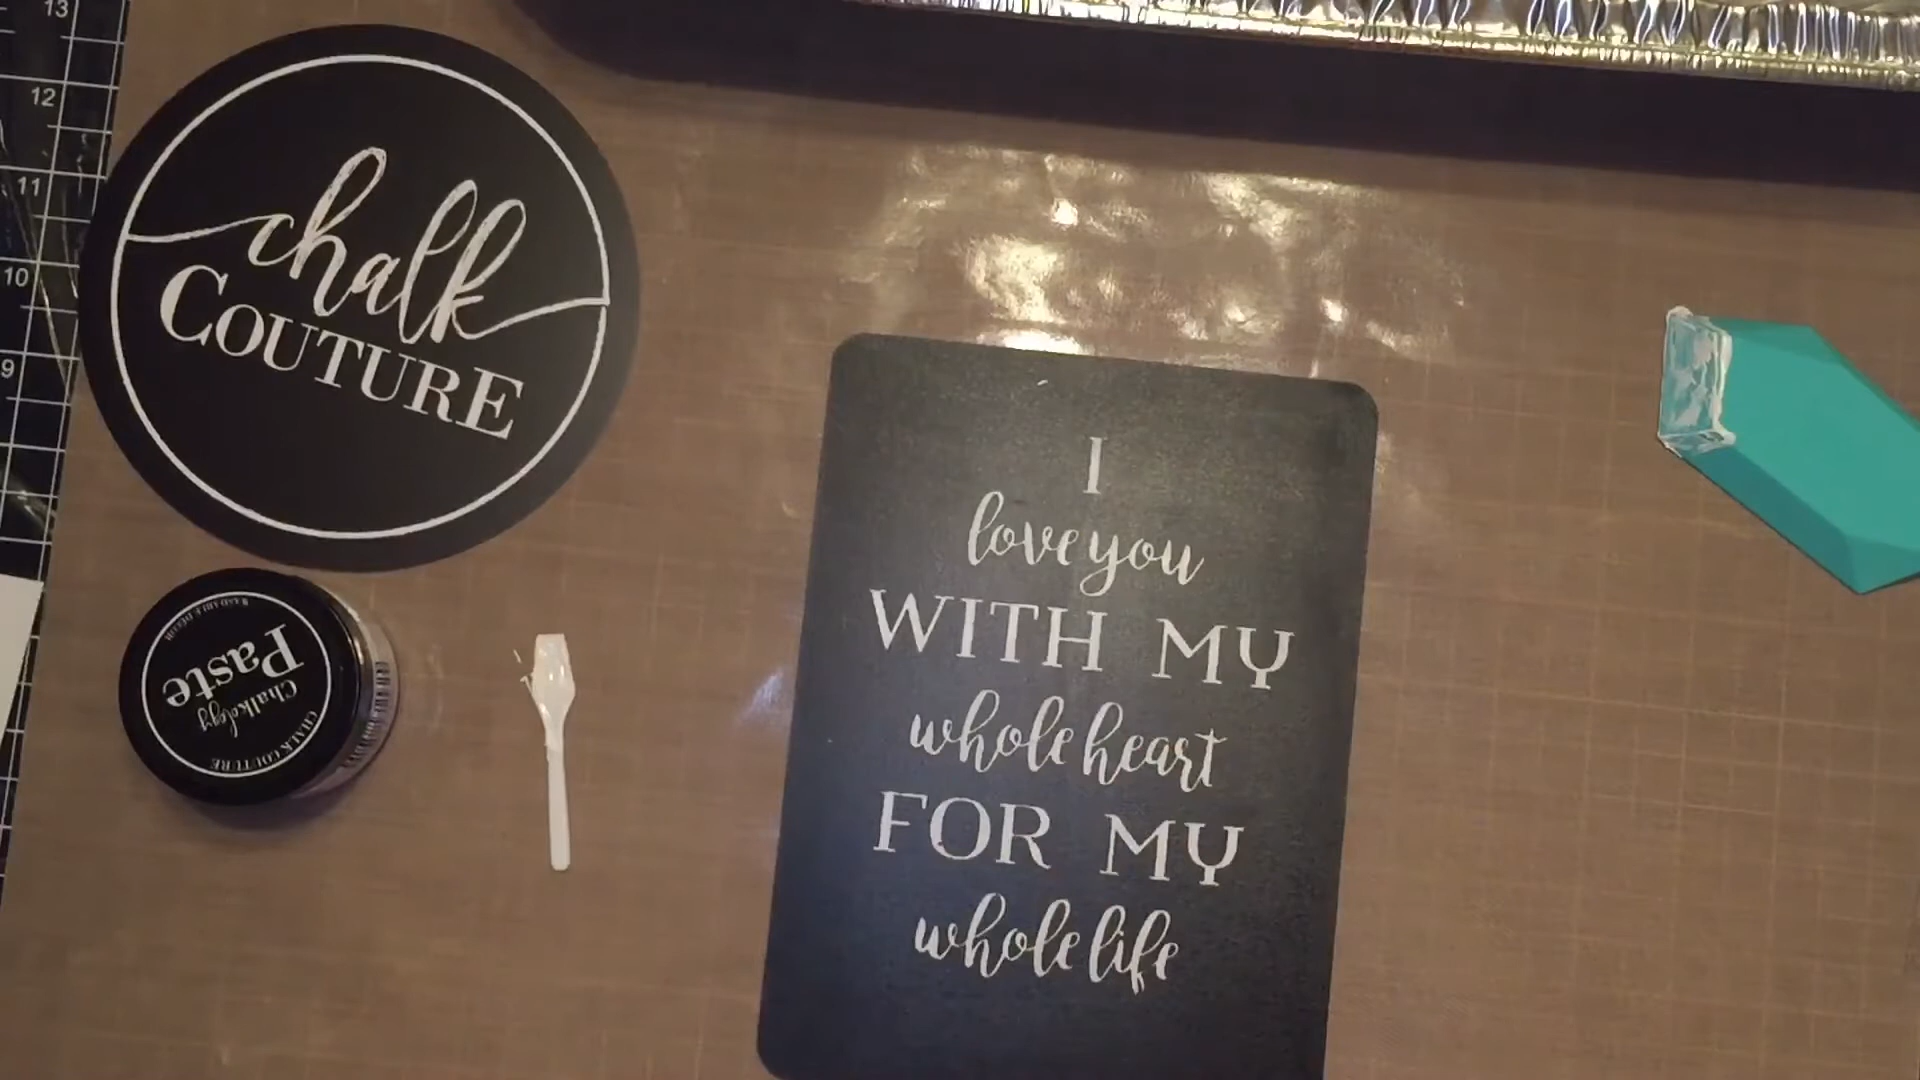 13
12
11
10
9
chalk
COUTURE
CHALK COUTURE
Chalkology
Paste
I
love you
WITH MY
whole heart
FOR MY
whole life